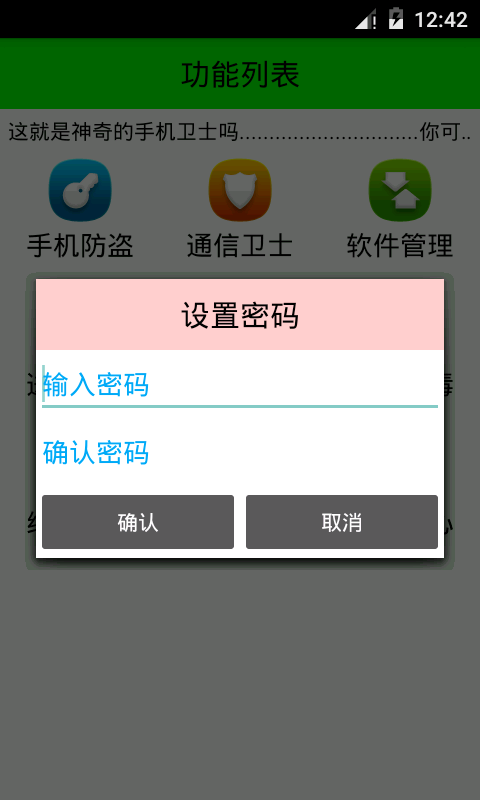 12:42
功能列表
这就是神奇的手机卫士吗..............................你可..
手机防盗 通信卫士 软件管理
设置密码
输入密码
确认密码
确认 取消